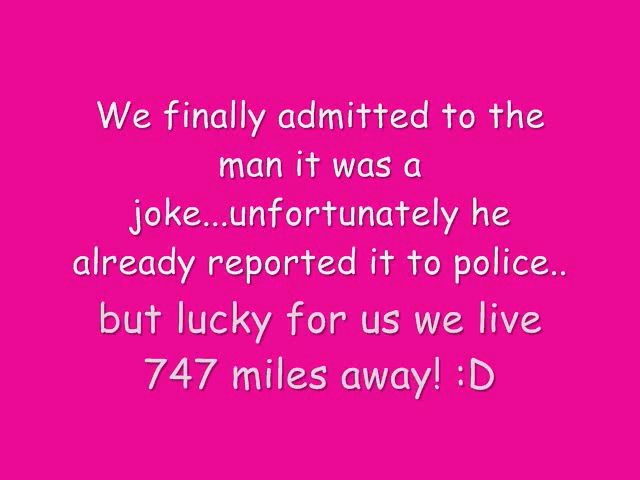 We finally admitted to the
man it was a
joke...unfortunately he
already reported it to police..
but lucky for us we live
747 miles away! :D